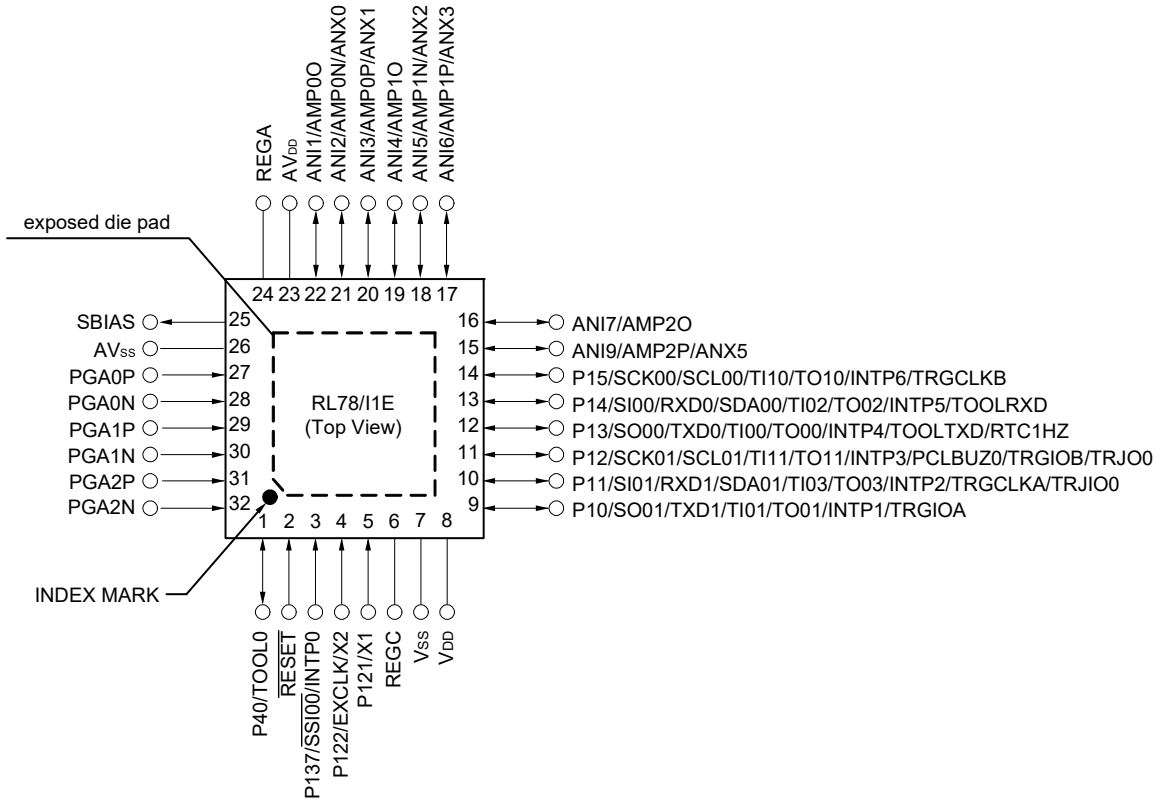 REGA
AVDD
ANI1/AMP0O
ANI2/AMP0N/ANX0
ANI3/AMP0P/ANX1
ANI4/AMP1O
ANI5/AMP1N/ANX2
ANI6/AMP1P/ANX3
exposed die pad
24 23 22 21 20 19 18 17
SBIAS 25
AVSS 26
PGA0P 27
PGA0N 28
PGA1P 29
PGA1N 30
PGA2P 31
PGA2N 32
RL78/I1E
(Top View)
16 ANI7/AMP2O
15 ANI9/AMP2P/ANX5
14 P15/SCK00/SCL00/TI10/TO10/INTP6/TRGCLKB
13 P14/SI00/RXD0/SDA00/TI02/TO02/INTP5/TOOLRXD
12 P13/SO00/TXD0/TI00/TO00/INTP4/TOOLTXD/RTC1HZ
11 P12/SCK01/SCL01/TI11/TO11/INTP3/PCLBUZ0/TRGIOB/TRJO0
10 P11/SI01/RXD1/SDA01/TI03/TO03/INTP2/TRGCLKA/TRJIO0
9 P10/SO01/TXD1/TI01/TO01/INTP1/TRGIOA
1 2 3 4 5 6 7 8
INDEX MARK
P40/TOOL0
RESET
P137/SSI00/INTP0
P122/EXCLK/X2
P121/X1
REGC
VSS
VDD